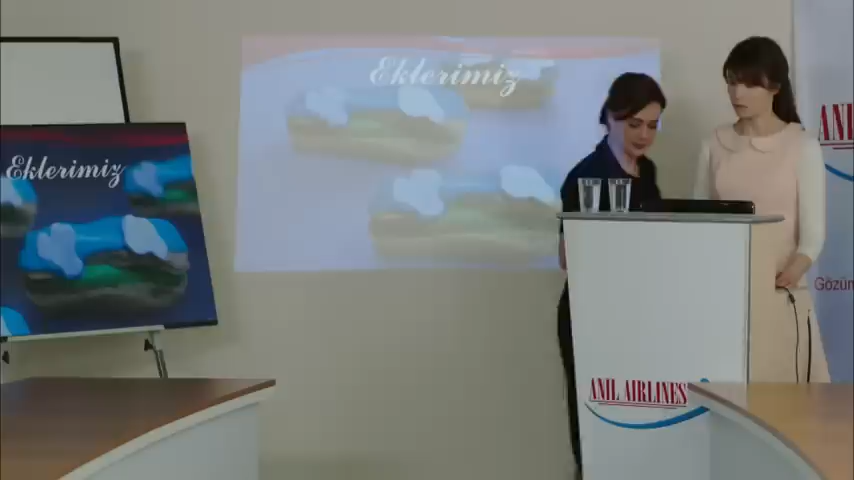 Eklerimiz
Eklerimiz
ANIL AIRLINES
ANIL
Gözün